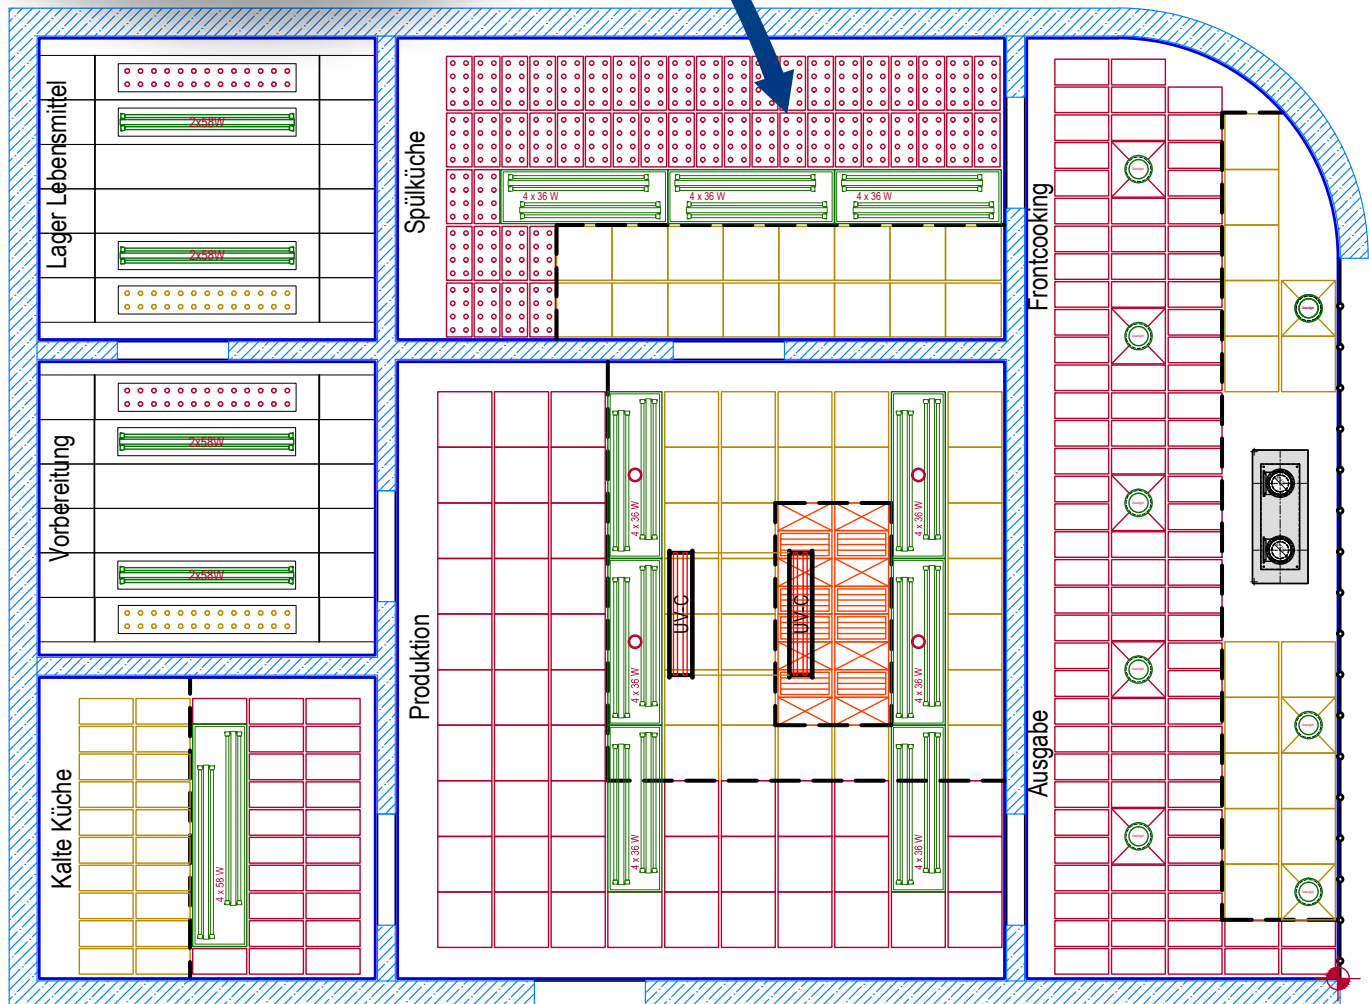 Lager Lebensmittel
2x58W
2x58W
Spülküche
4 x 36 W
4 x 36 W
4 x 36 W
Frontcooking
Vorbereitung
2x58W
2x58W
Produktion
4 x 36 W
4 x 36 W
4 x 36 W
4 x 36 W
4 x 36 W
4 x 36 W
UV-C
UV-C
Kalte Küche
4 x 58 W
Ausgabe